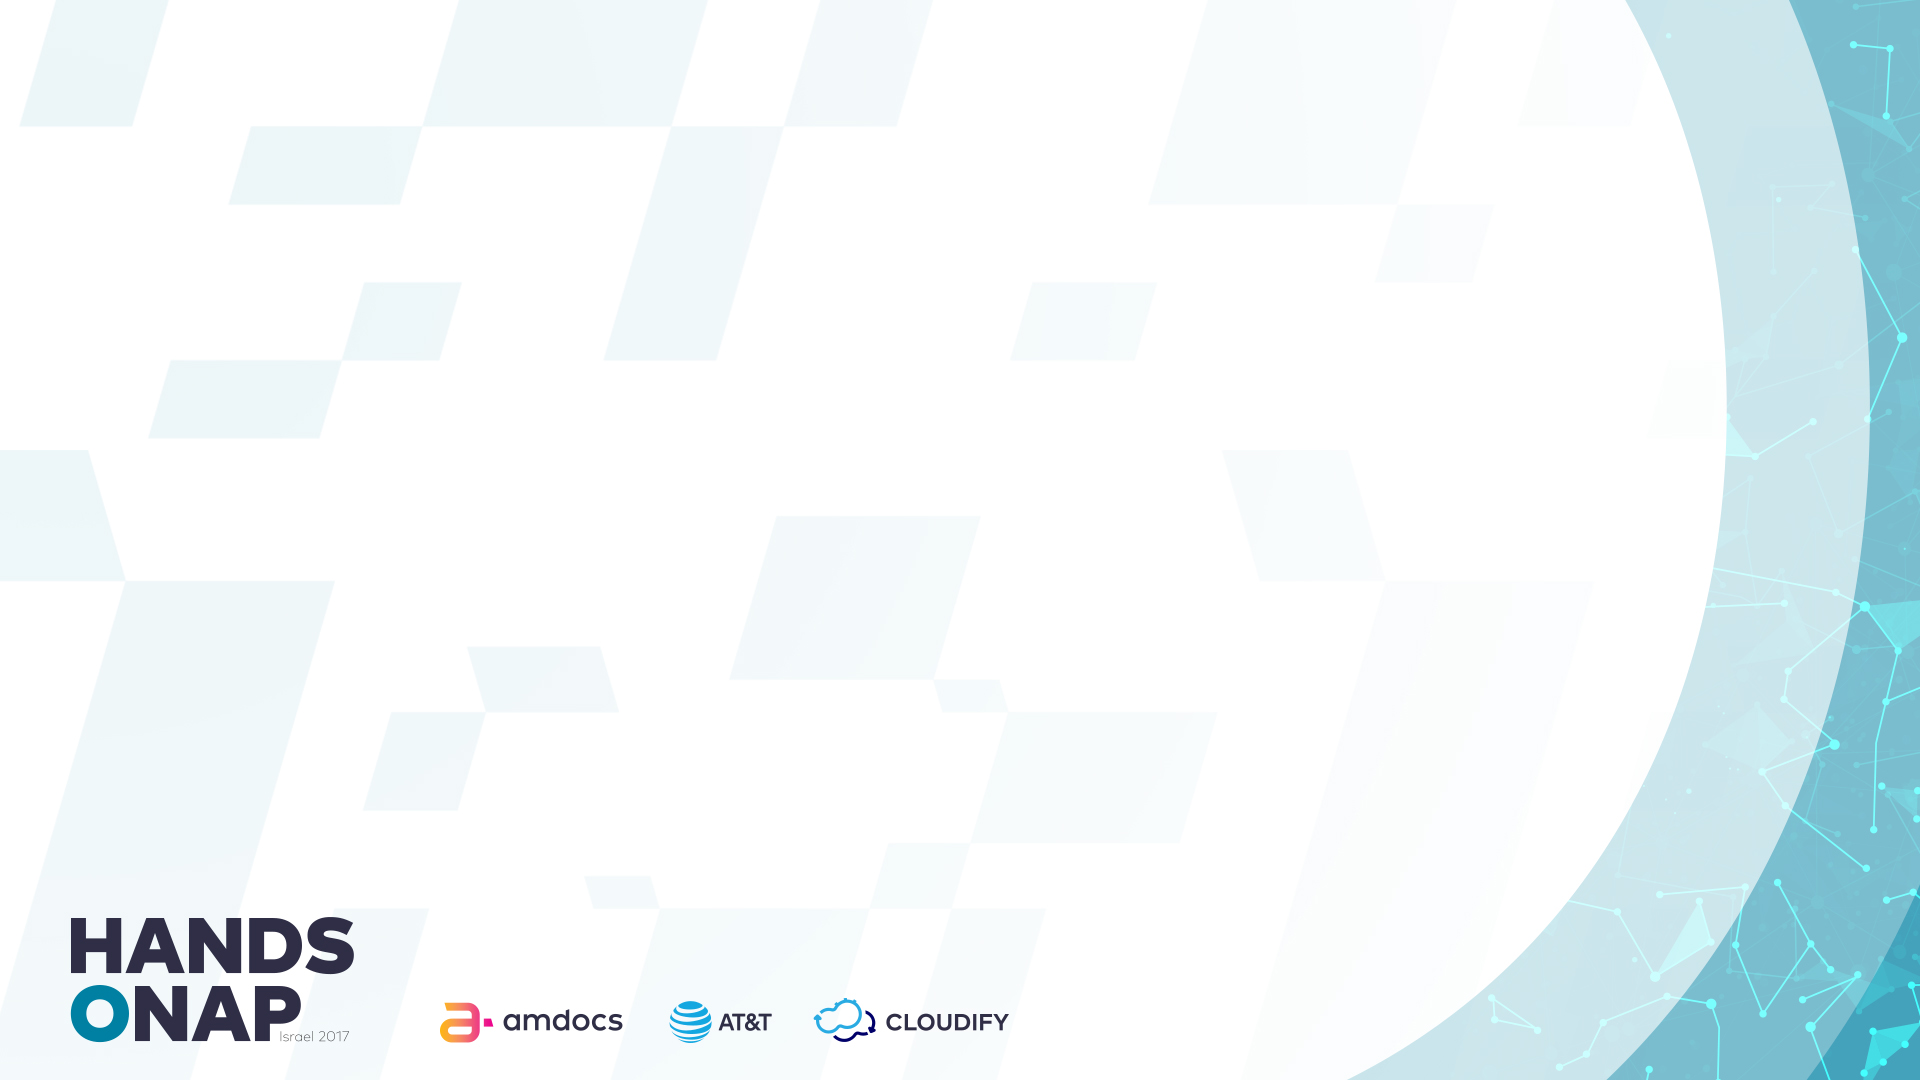 HANDS
ONAP
Israel 2017
amdocs
AT&T
CLOUDIFY